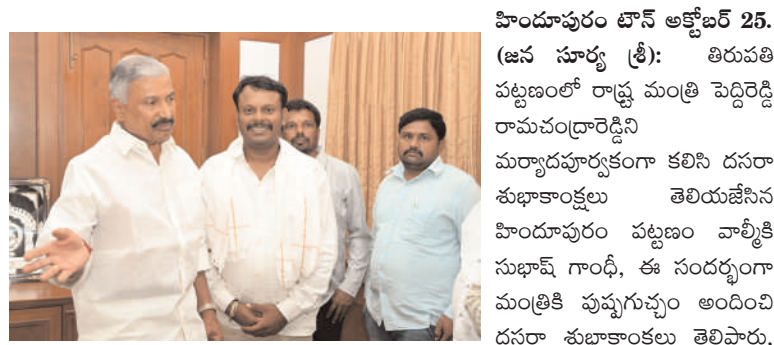 హిందూపురం టౌన్ అక్టోబర్ 25.
(జన సూర్య శ్రీ): తిరుపతి
పట్టణంలో రాష్ట్ర మంత్రి పెద్దిరెడ్డి
రామచంద్రారెడ్డిని
మర్యాదపూర్వకంగా కలిసి దసరా
శుభాకాంక్షలు తెలియజేసిన
హిందూపురం పట్టణం వాల్మీకి
సుభాష్ గాంధీ, ఈ సందర్భంగా
మంత్రికి పుష్పగుచ్ఛం అందించి
దసరా శుభాకాంక్షలు తెలిపారు.